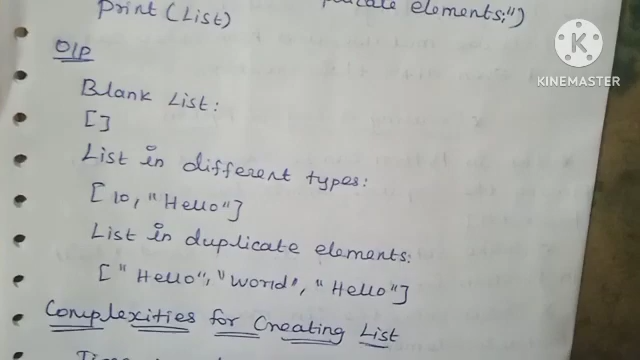 print(List)
elements:")
O/P
Blank List:
[]
List in different types:
[10, "Hello"]
List in duplicate elements:
["Hello", "World", "Hello"]
Complexities for Creating List
KINEMASTER